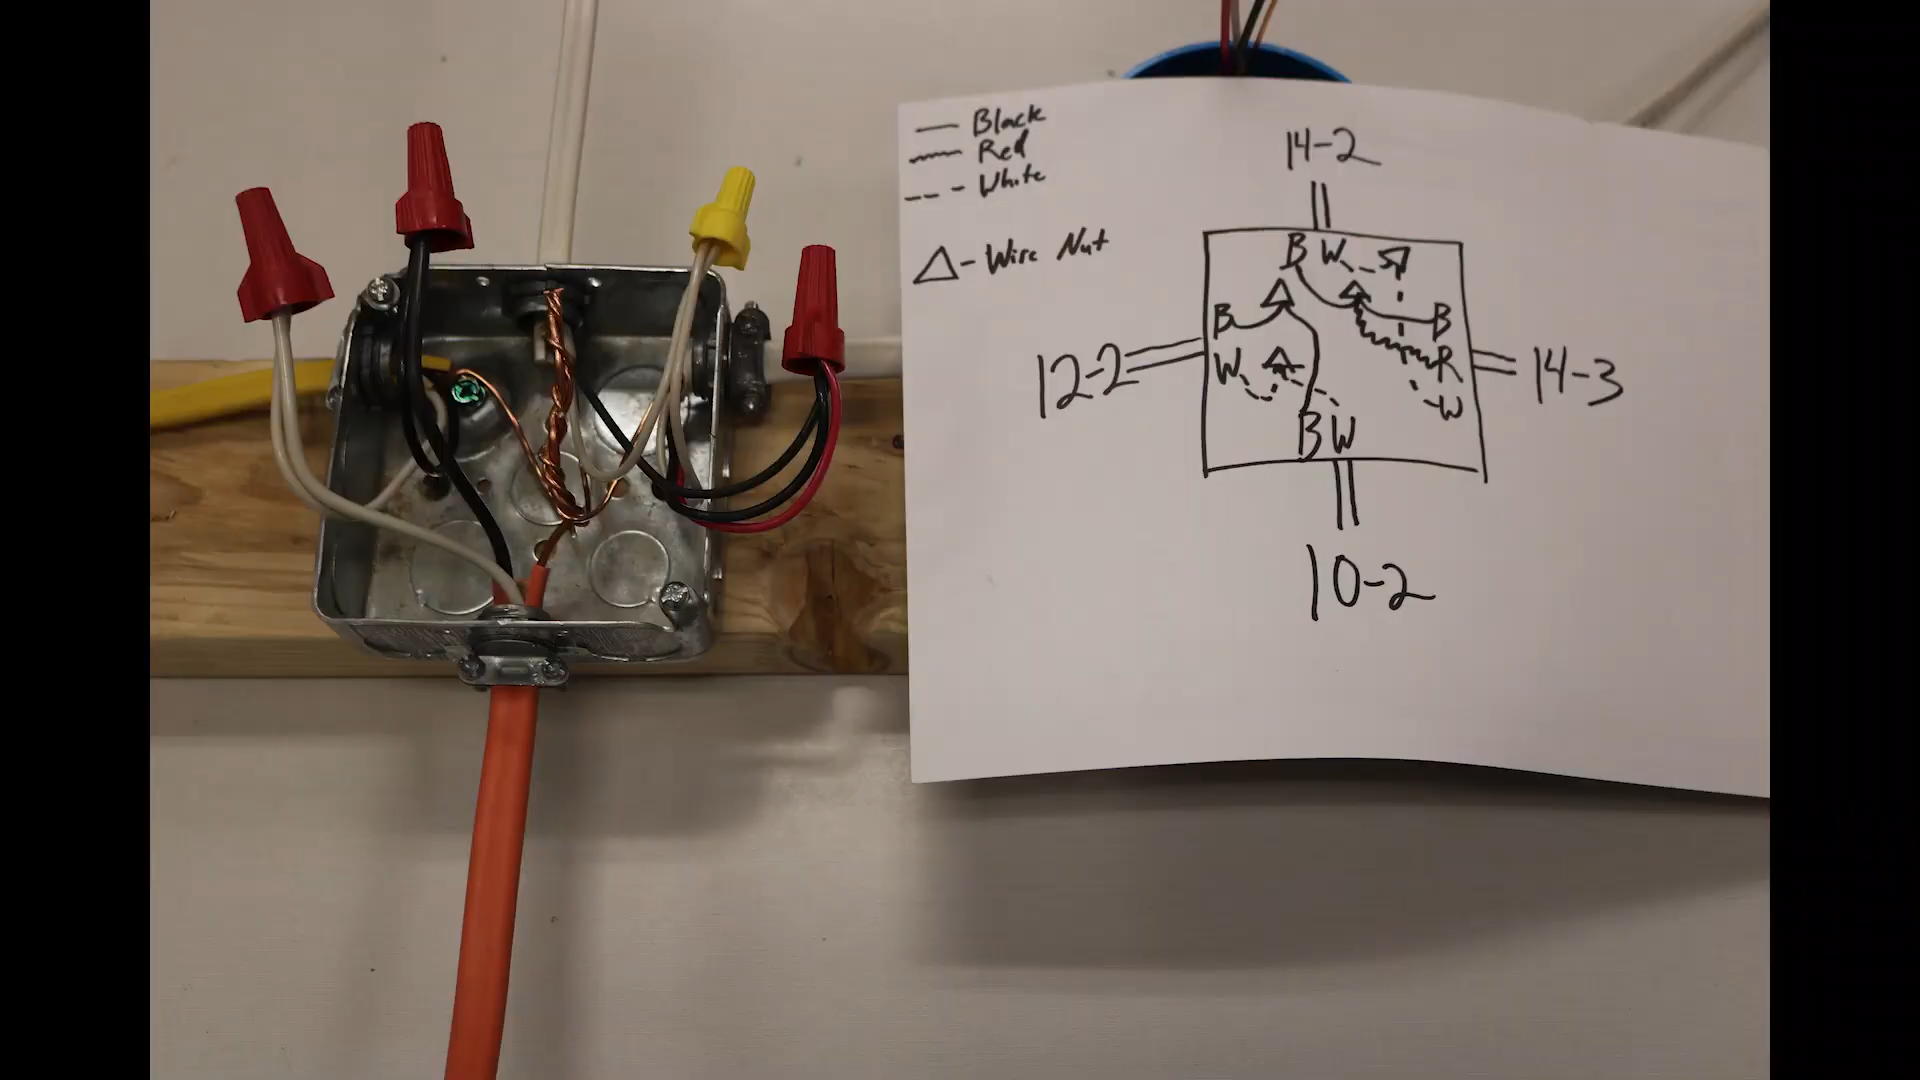 Black
Red
White
Wire Nut
14-2
B W
B B
W R
W
B W
12-2
14-3
10-2